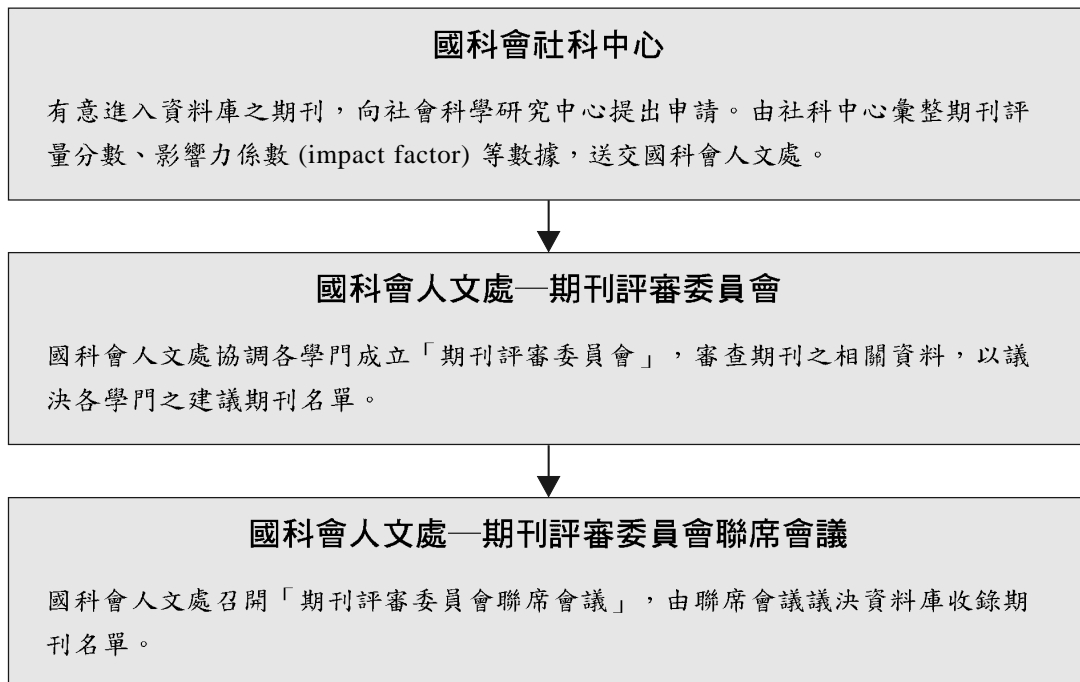 國科會社科中心
有意進入資料庫之期刊，向社會科學研究中心提出申請。由社科中心彙整期刊評
量分數、影響力係數 (impact factor) 等數據，送交國科會人文處。
國科會人文處—期刊評審委員會
國科會人文處協調各學門成立「期刊評審委員會」，審查期刊之相關資料，以議
決各學門之建議期刊名單。
國科會人文處—期刊評審委員會聯席會議
國科會人文處召開「期刊評審委員會聯席會議」，由聯席會議議決資料庫收錄期
刊名單。